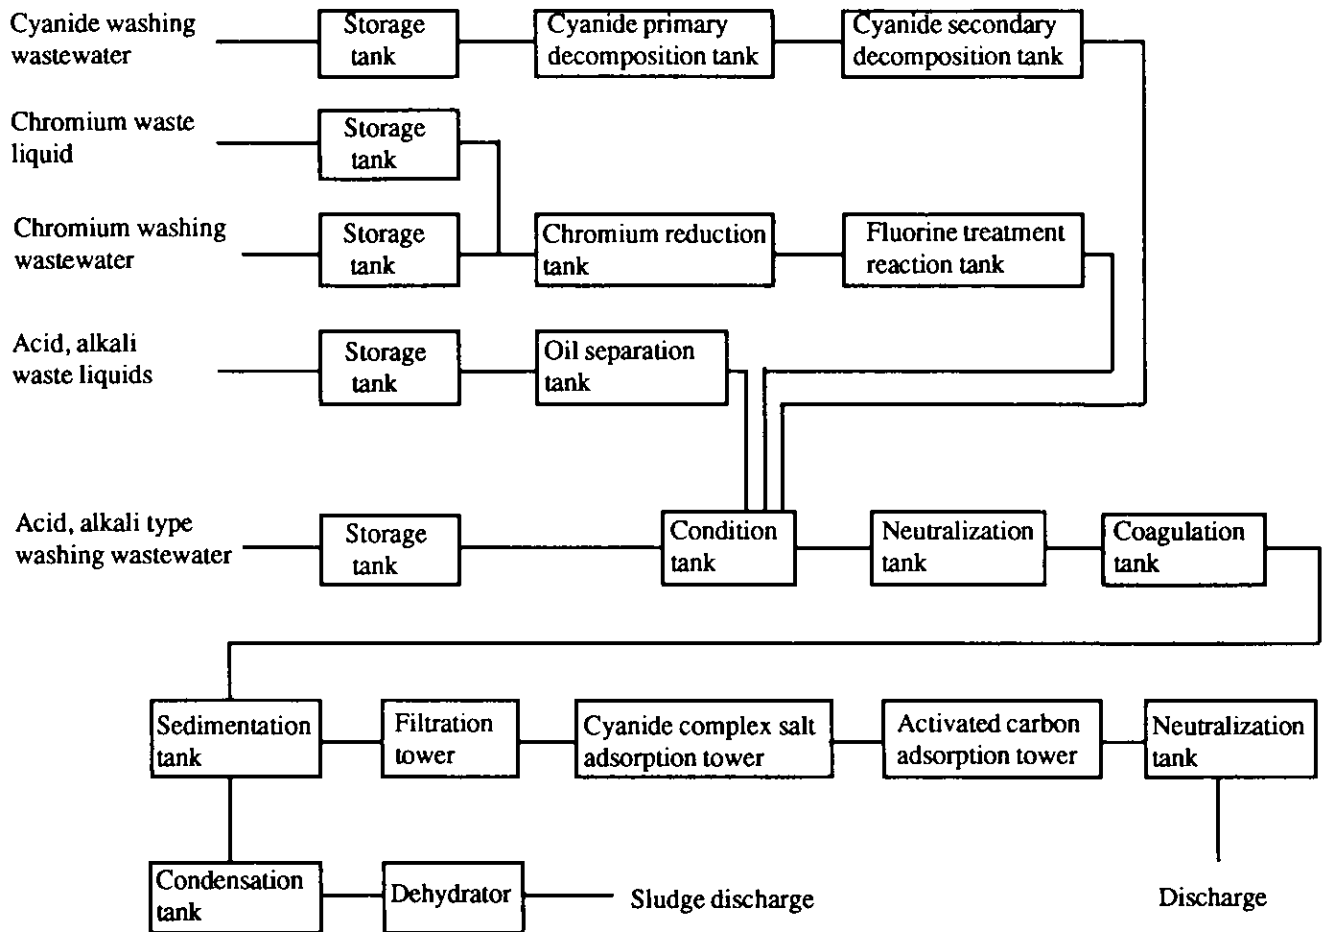 Cyanide washing
wastewater
Storage
tank
Cyanide primary
decomposition tank
Cyanide secondary
decomposition tank
Chromium waste
liquid
Storage
tank
Chromium washing
wastewater
Storage
tank
Chromium reduction
tank
Fluorine treatment
reaction tank
Acid, alkali
waste liquids
Storage
tank
Oil separation
tank
Acid, alkali type
washing wastewater
Storage
tank
Condition
tank
Neutralization
tank
Coagulation
tank
Sedimentation
tank
Filtration
tower
Cyanide complex salt
adsorption tower
Activated carbon
adsorption tower
Neutralization
tank
Condensation
tank
Dehydrator
Sludge discharge
Discharge